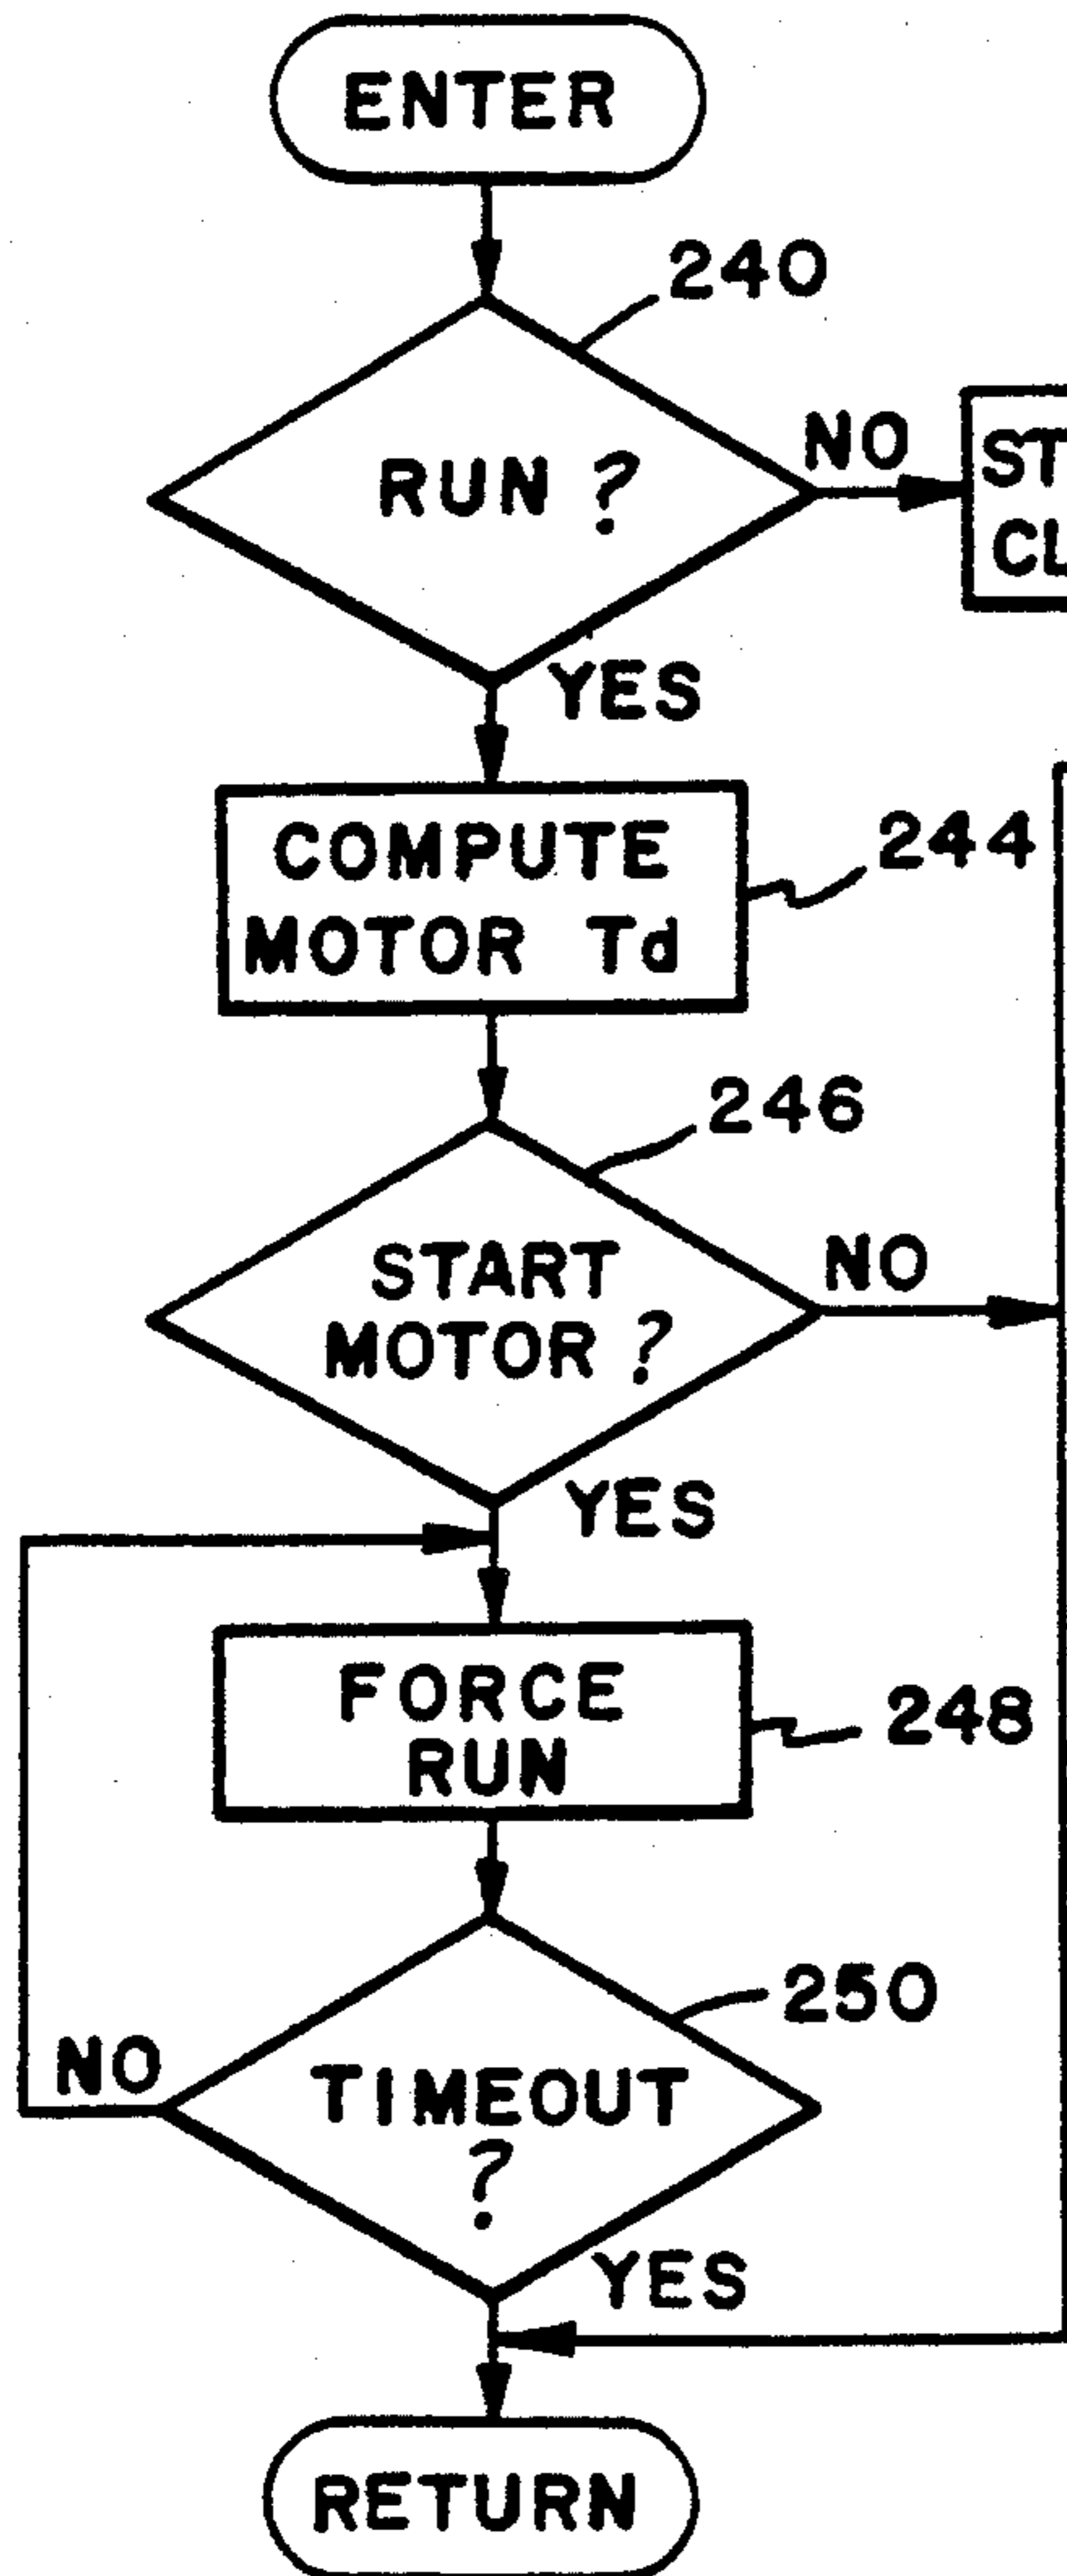 ENTER
240
RUN ?
NO
YES
COMPUTE
MOTOR Td
244
246
START
MOTOR ?
NO
YES
FORCE
RUN
248
250
TIMEOUT
?
NO
YES
RETURN